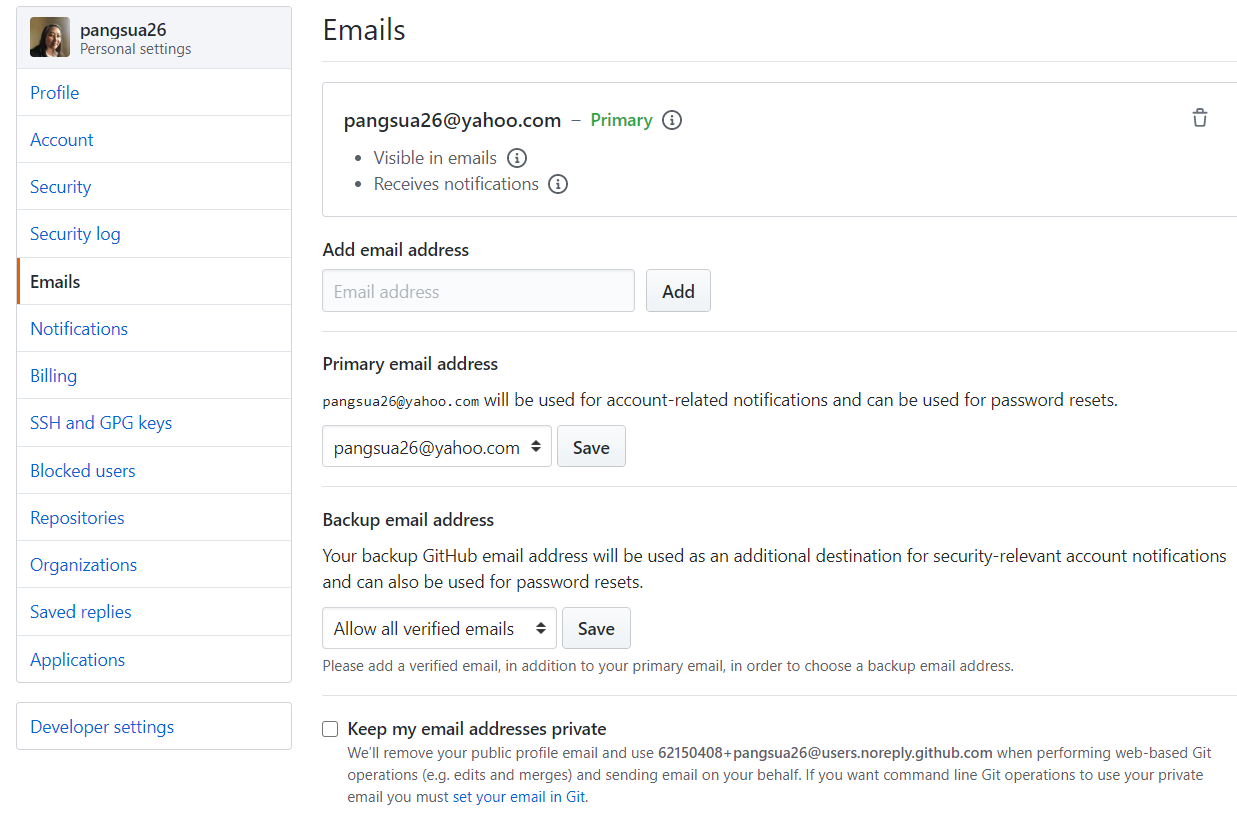 pangsua26
Personal settings
Profile
Account
Security
Security log
Emails
Notifications
Billing
SSH and GPG keys
Blocked users
Repositories
Organizations
Saved replies
Applications
Developer settings
Emails
pangsua26@yahoo.com – Primary
• Visible in emails
• Receives notifications
Add email address
Email address
Add
Primary email address
pangsua26@yahoo.com will be used for account-related notifications and can be used for password resets.
pangsua26@yahoo.com
Save
Backup email address
Your backup GitHub email address will be used as an additional destination for security-relevant account notifications
and can also be used for password resets.
Allow all verified emails
Save
Please add a verified email, in addition to your primary email, in order to choose a backup email address.
Keep my email addresses private
We'll remove your public profile email and use 62150408+pangsua26@users.noreply.github.com when performing web-based Git
operations (e.g. edits and merges) and sending email on your behalf. If you want command line Git operations to use your private
email you must set your email in Git.